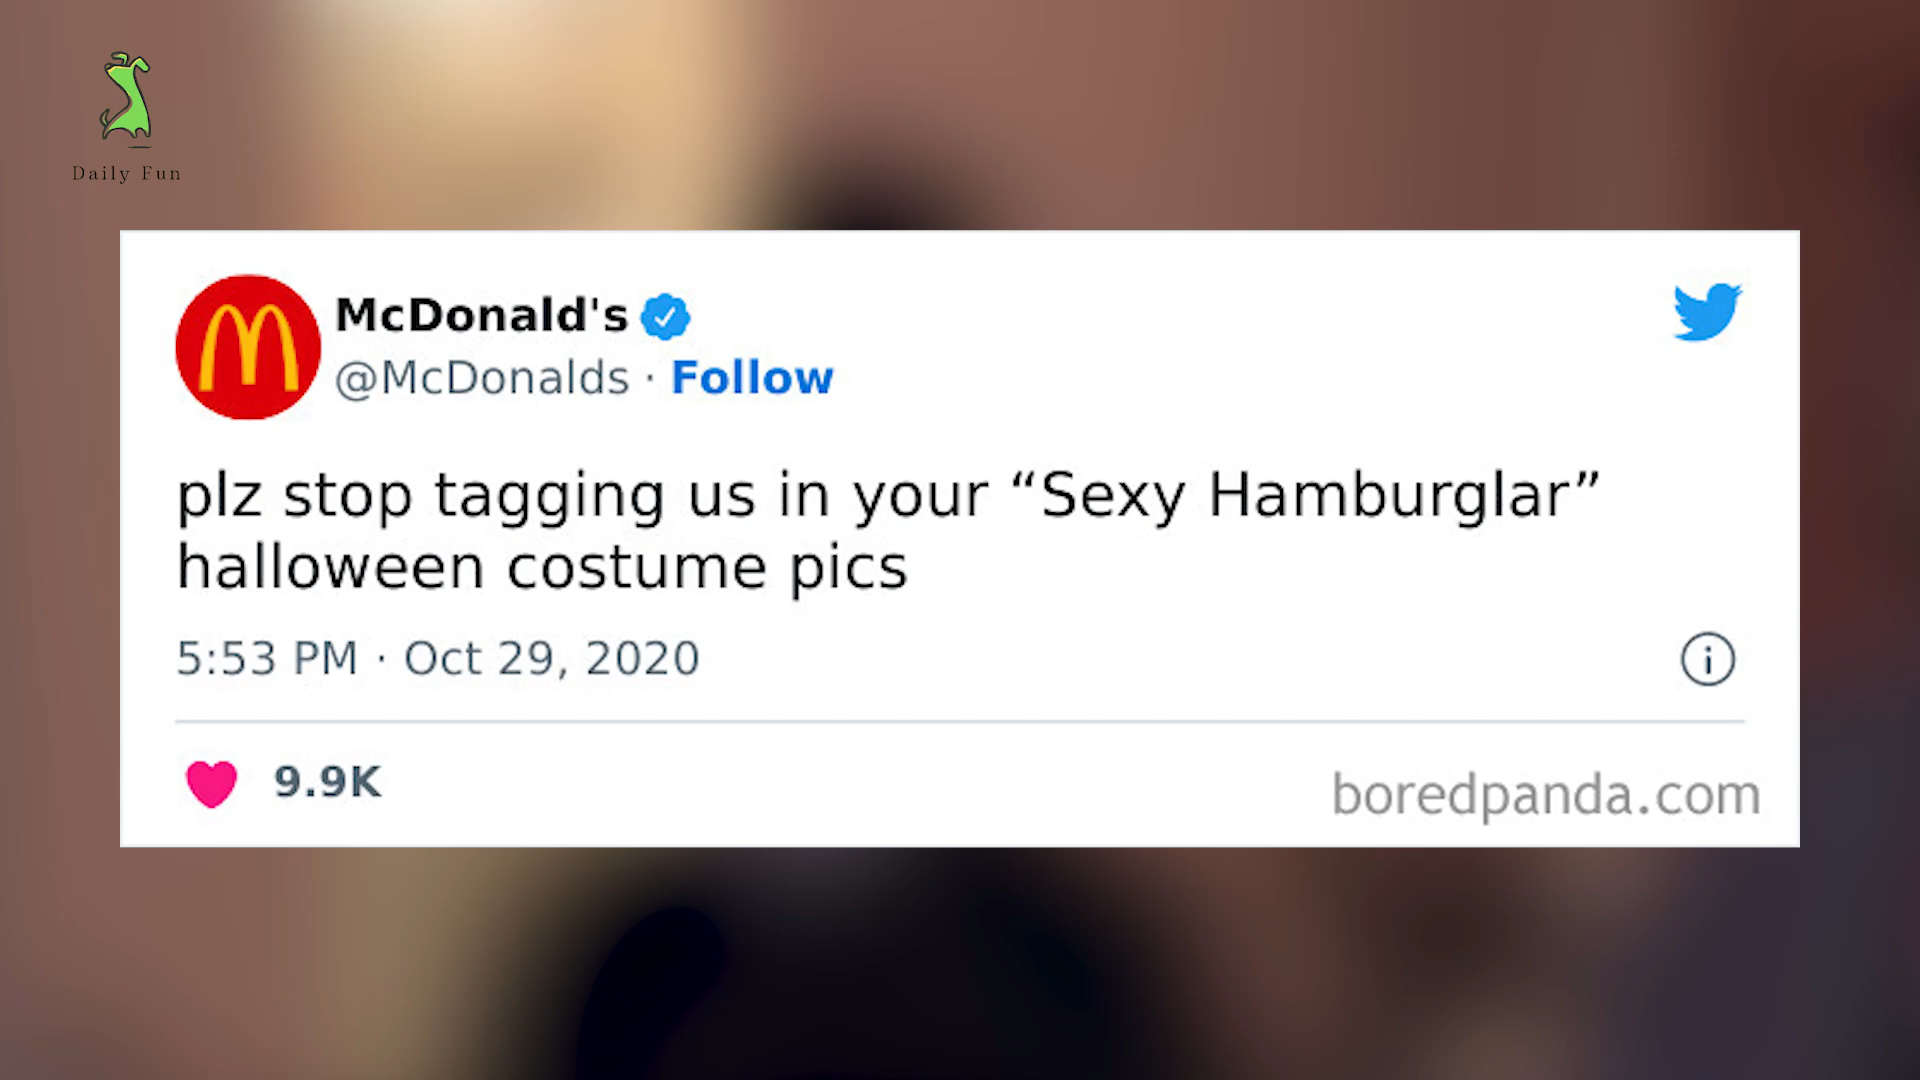 Daily Fun
McDonald's
@McDonalds · Follow
plz stop tagging us in your “Sexy Hamburglar”
halloween costume pics
5:53 PM · Oct 29, 2020
9.9K
boredpanda.com